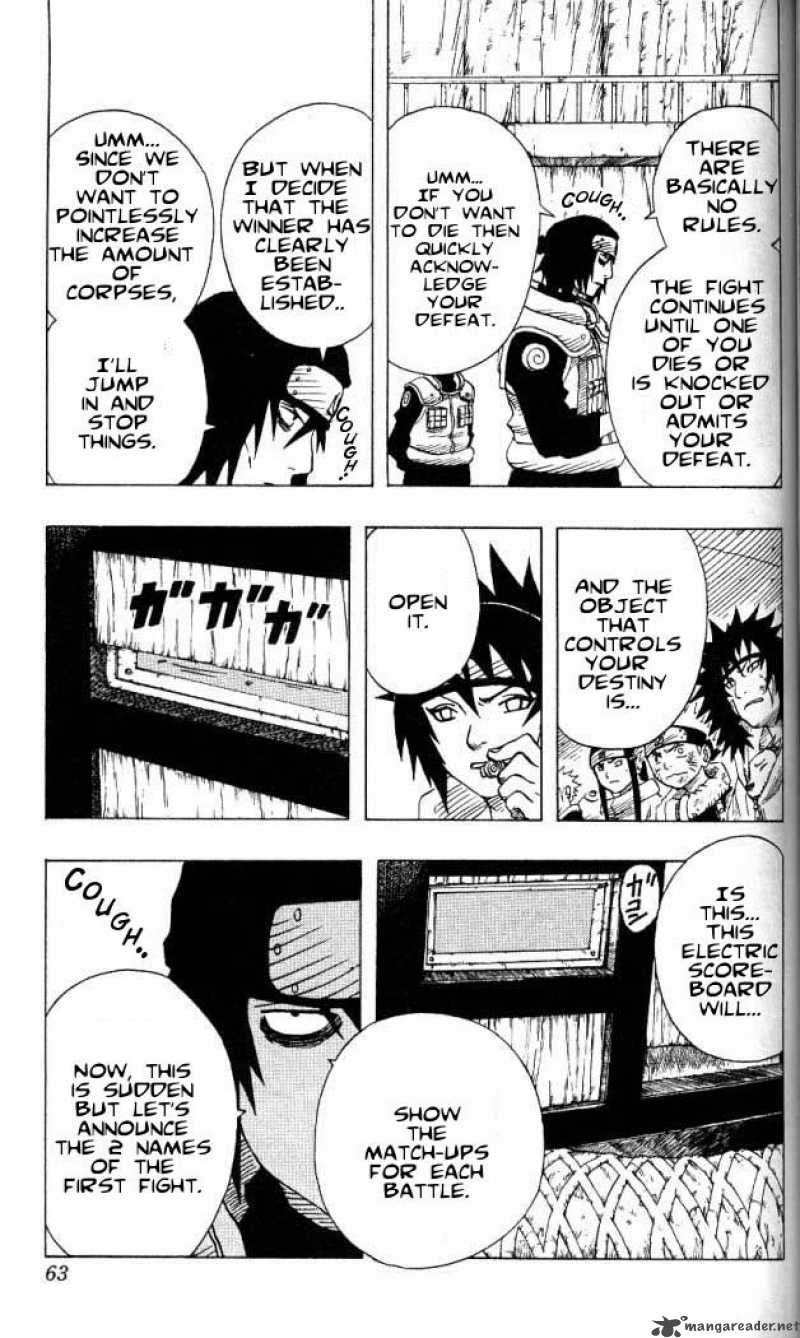 THERE
ARE
BASICALLY
NO
RULES.
THE FIGHT
CONTINUES
UNTIL ONE
OF YOU
DIES OR
IS KNOCKED
OUT OR
ADMITS
YOUR
DEFEAT.
COUGH..
UMM...
IF YOU
DON'T WANT
TO DIE THEN
QUICKLY
ACKNOW-
LEDGE
YOUR
DEFEAT.
BUT WHEN
I DECIDE
THAT THE
WINNER HAS
CLEARLY
BEEN
ESTAB-
LISHED..
COUGH!
UMM...
SINCE WE
DON'T
WANT TO
POINTLESSLY
INCREASE
THE AMOUNT
OF
CORPSES,
I'LL
JUMP
IN AND
STOP
THINGS.
AND THE
OBJECT
THAT
CONTROLS
YOUR
DESTINY
IS...
OPEN
IT.
ガガガ
IS
THIS...
THIS
ELECTRIC
SCORE-
BOARD
WILL...
ガコン
SHOW
THE
MATCH-UPS
FOR EACH
BATTLE.
COUGH..
NOW, THIS
IS SUDDEN
BUT LET'S
ANNOUNCE
THE 2 NAMES
OF THE
FIRST FIGHT.
63
mangareader.net